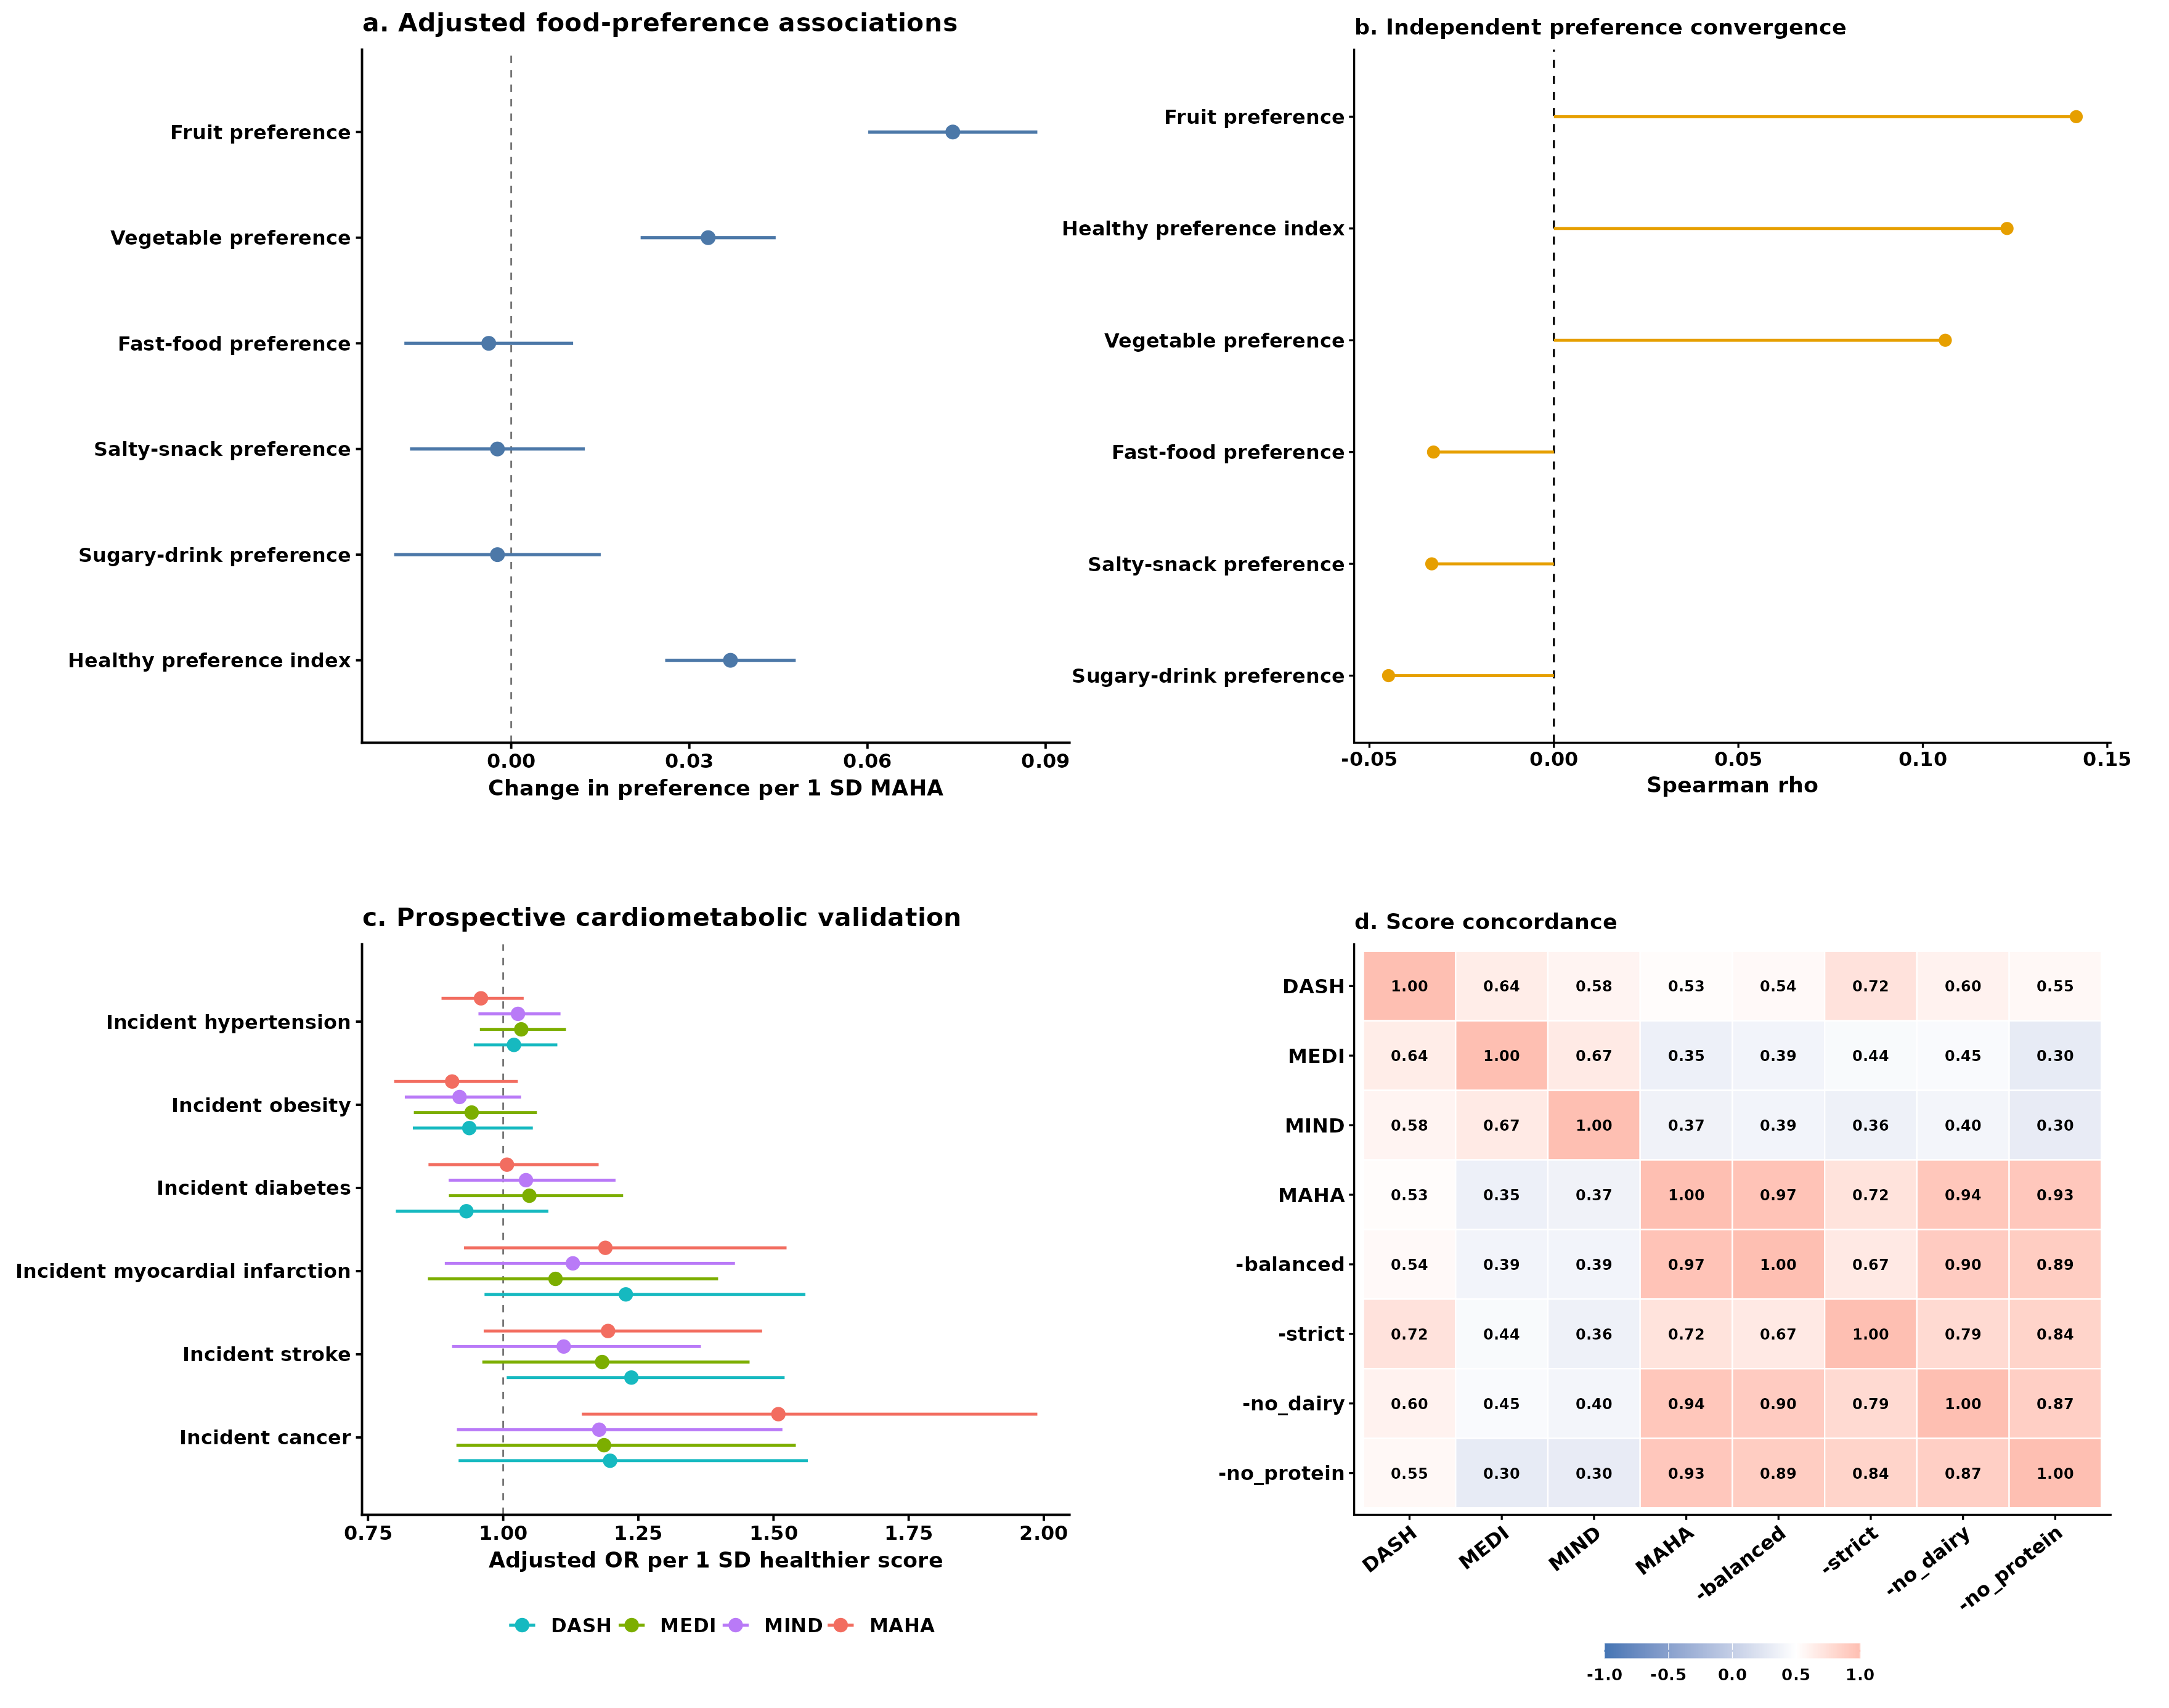 a. Adjusted food-preference associations
Fruit preference
Vegetable preference
Fast-food preference
Salty-snack preference
Sugary-drink preference
Healthy preference index
0.00 0.03 0.06 0.09
Change in preference per 1 SD MAHA
b. Independent preference convergence
Fruit preference
Healthy preference index
Vegetable preference
Fast-food preference
Salty-snack preference
Sugary-drink preference
-0.05 0.00 0.05 0.10 0.15
Spearman rho
c. Prospective cardiometabolic validation
Incident hypertension
Incident obesity
Incident diabetes
Incident myocardial infarction
Incident stroke
Incident cancer
0.75 1.00 1.25 1.50 1.75 2.00
Adjusted OR per 1 SD healthier score
DASH MEDI MIND MAHA
d. Score concordance
DASH 1.00 0.64 0.58 0.53 0.54 0.72 0.60 0.55
MEDI 0.64 1.00 0.67 0.35 0.39 0.44 0.45 0.30
MIND 0.58 0.67 1.00 0.37 0.39 0.36 0.40 0.30
MAHA 0.53 0.35 0.37 1.00 0.97 0.72 0.94 0.93
-balanced 0.54 0.39 0.39 0.97 1.00 0.67 0.90 0.89
-strict 0.72 0.44 0.36 0.72 0.67 1.00 0.79 0.84
-no_dairy 0.60 0.45 0.40 0.94 0.90 0.79 1.00 0.87
-no_protein 0.55 0.30 0.30 0.93 0.89 0.84 0.87 1.00
DASH MEDI MIND MAHA -balanced -strict -no_dairy -no_protein
-1.0 -0.5 0.0 0.5 1.0